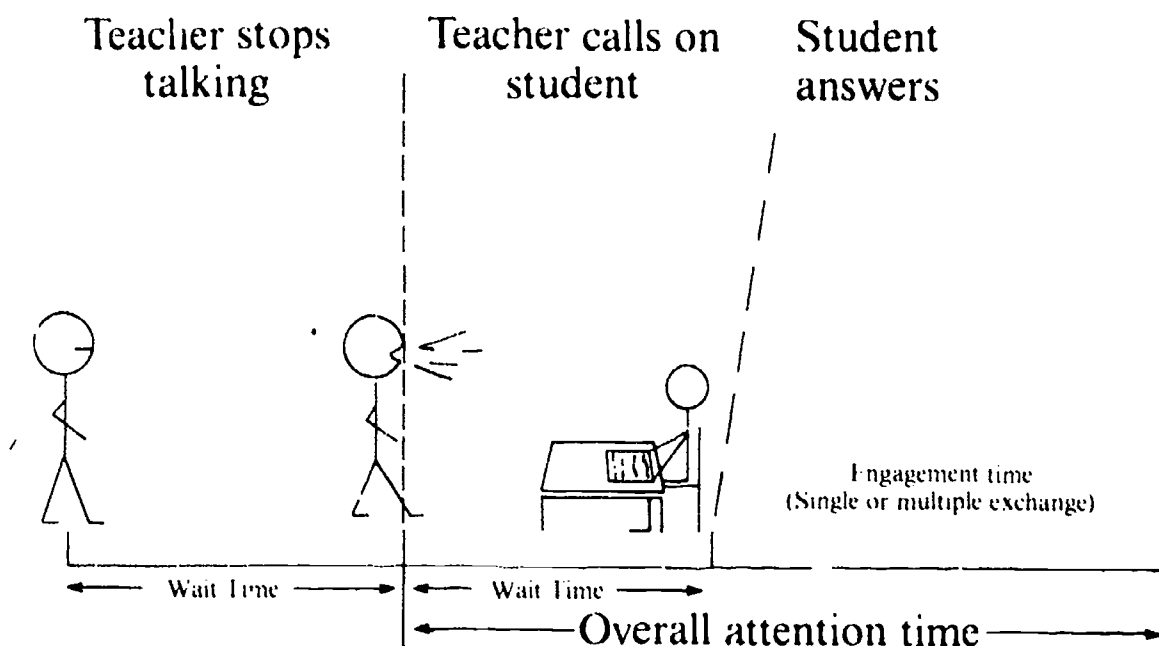 Teacher stops
talking
Teacher calls on
student
Student
answers
Engagement time
(Single or multiple exchange)
Wait Time
Wait Time
Overall attention time